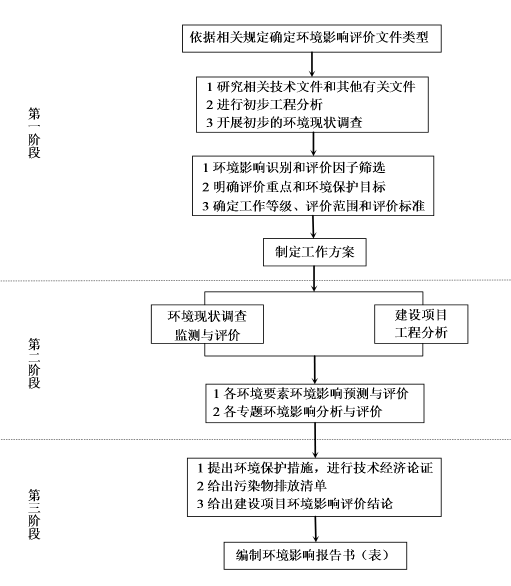 依据相关规定确定环境影响评价文件类型
1 研究相关技术文件和其他有关文件
2 进行初步工程分析
3 开展初步的环境现状调查
第一阶段
1 环境影响识别和评价因子筛选
2 明确评价重点和环境保护目标
3 确定工作等级、评价范围和评价标准
制定工作方案
环境现状调查
监测与评价
建设项目
工程分析
第二阶段
1 各环境要素环境影响预测与评价
2 各专题环境影响分析与评价
1 提出环境保护措施，进行技术经济论证
2 给出污染物排放清单
3 给出建设项目环境影响评价结论
第三阶段
编制环境影响报告书（表）